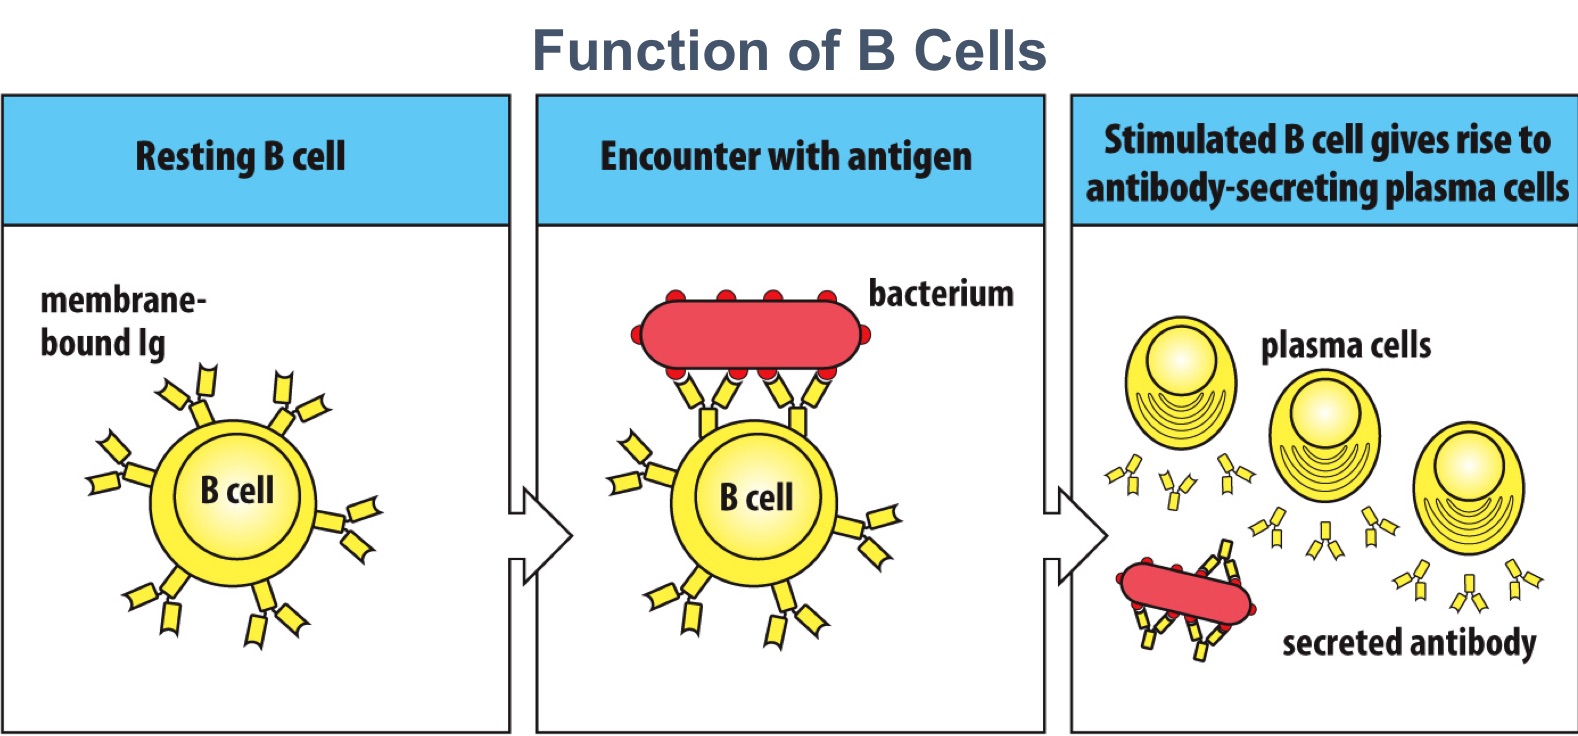 Function of B Cells
Resting B cell
membrane-
bound Ig
B cell
Encounter with antigen
bacterium
B cell
Stimulated B cell gives rise to
antibody-secreting plasma cells
plasma cells
secreted antibody